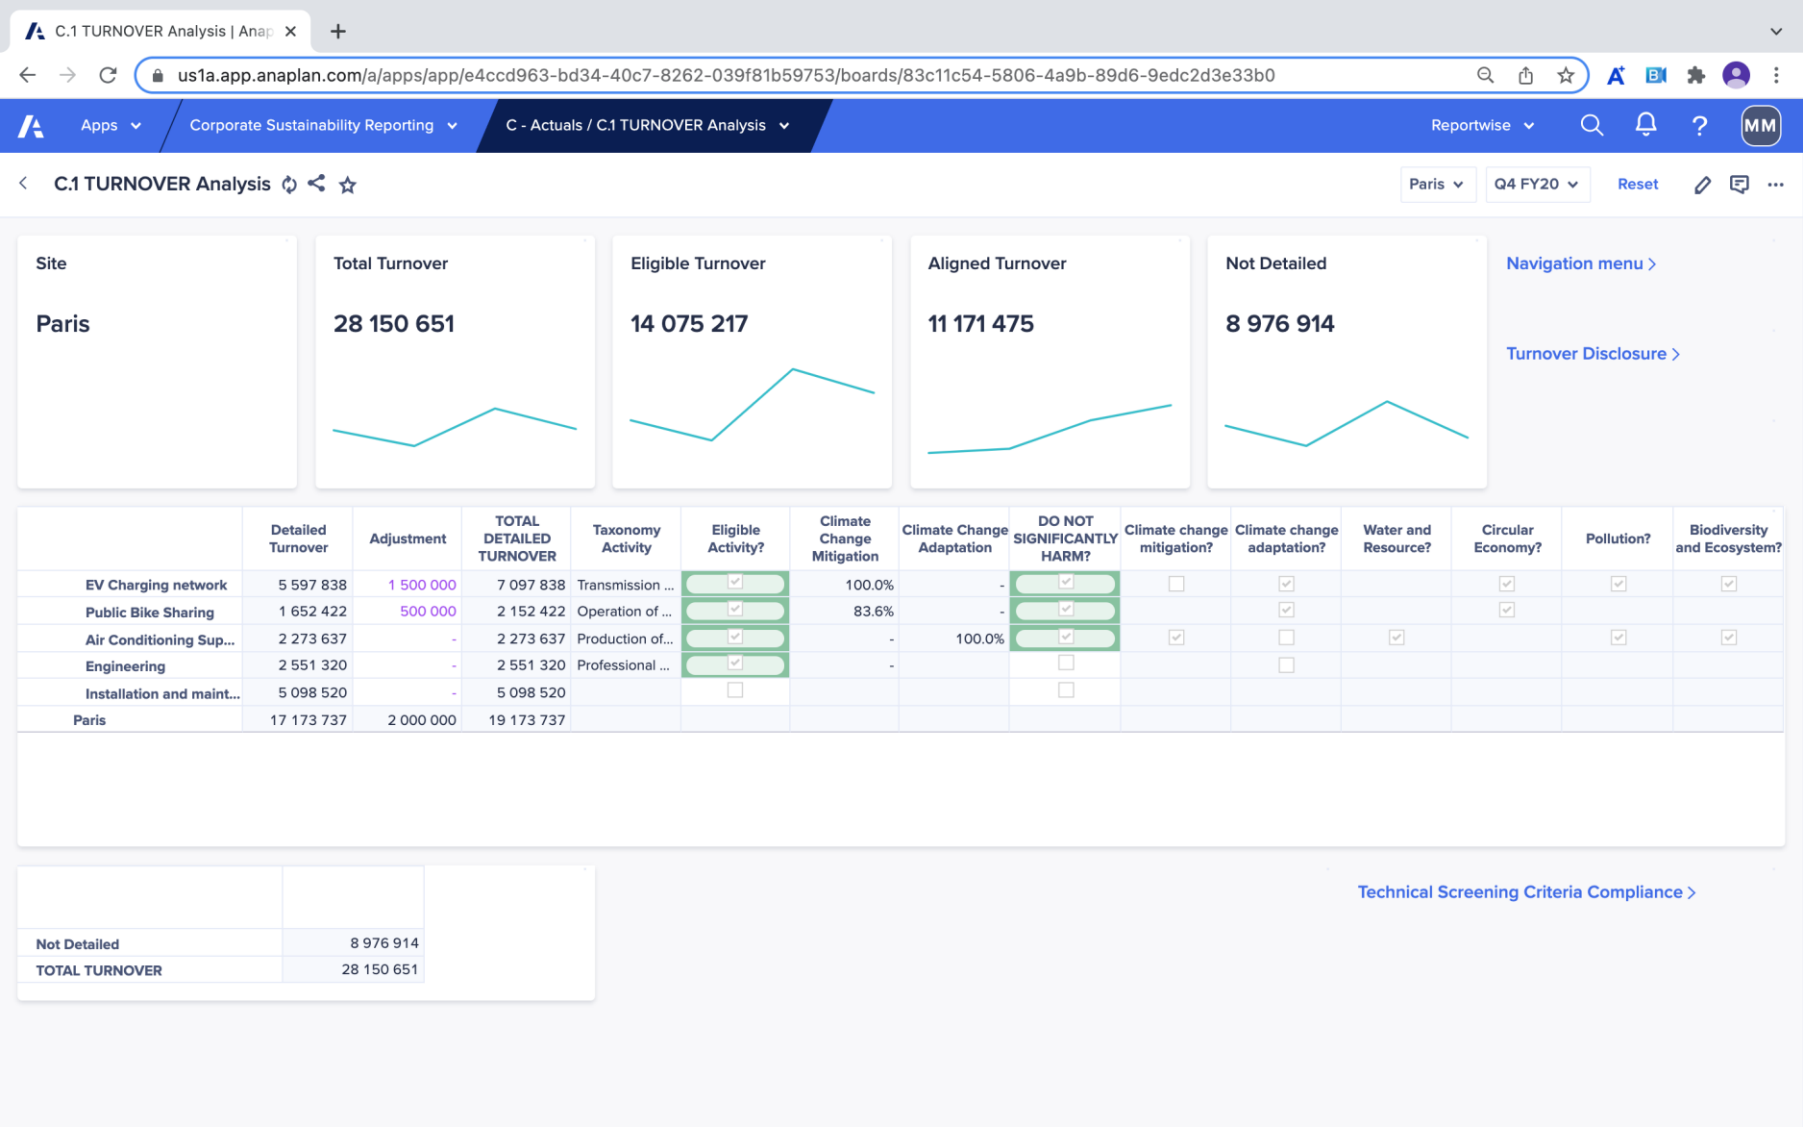 C.1 TURNOVER Analysis | Anap
us1a.app.anaplan.com/a/apps/app/e4ccd963-bd34-40c7-8262-039f81b59753/boards/83c11c54-5806-4a9b-89d6-9edc2d3e33b0
Apps
Corporate Sustainability Reporting
C - Actuals / C.1 TURNOVER Analysis
Reportwise
MM
C.1 TURNOVER Analysis
Paris
Q4 FY20
Reset
Site
Paris
Total Turnover
28 150 651
Eligible Turnover
14 075 217
Aligned Turnover
11 171 475
Not Detailed
8 976 914
Navigation menu
Turnover Disclosure
Detailed Turnover
Adjustment
TOTAL DETAILED TURNOVER
Taxonomy Activity
Eligible Activity?
Climate Change Mitigation
Climate Change Adaptation
DO NOT SIGNIFICANTLY HARM?
Climate change mitigation?
Climate change adaptation?
Water and Resource?
Circular Economy?
Pollution?
Biodiversity and Ecosystem?
EV Charging network 5 597 838 1 500 000 7 097 838 Transmission ... 100.0% -
Public Bike Sharing 1 652 422 500 000 2 152 422 Operation of ... 83.6% -
Air Conditioning Sup... 2 273 637 - 2 273 637 Production of... - 100.0%
Engineering 2 551 320 - 2 551 320 Professional ... -
Installation and maint... 5 098 520 - 5 098 520
Paris 17 173 737 2 000 000 19 173 737
Not Detailed 8 976 914
TOTAL TURNOVER 28 150 651
Technical Screening Criteria Compliance